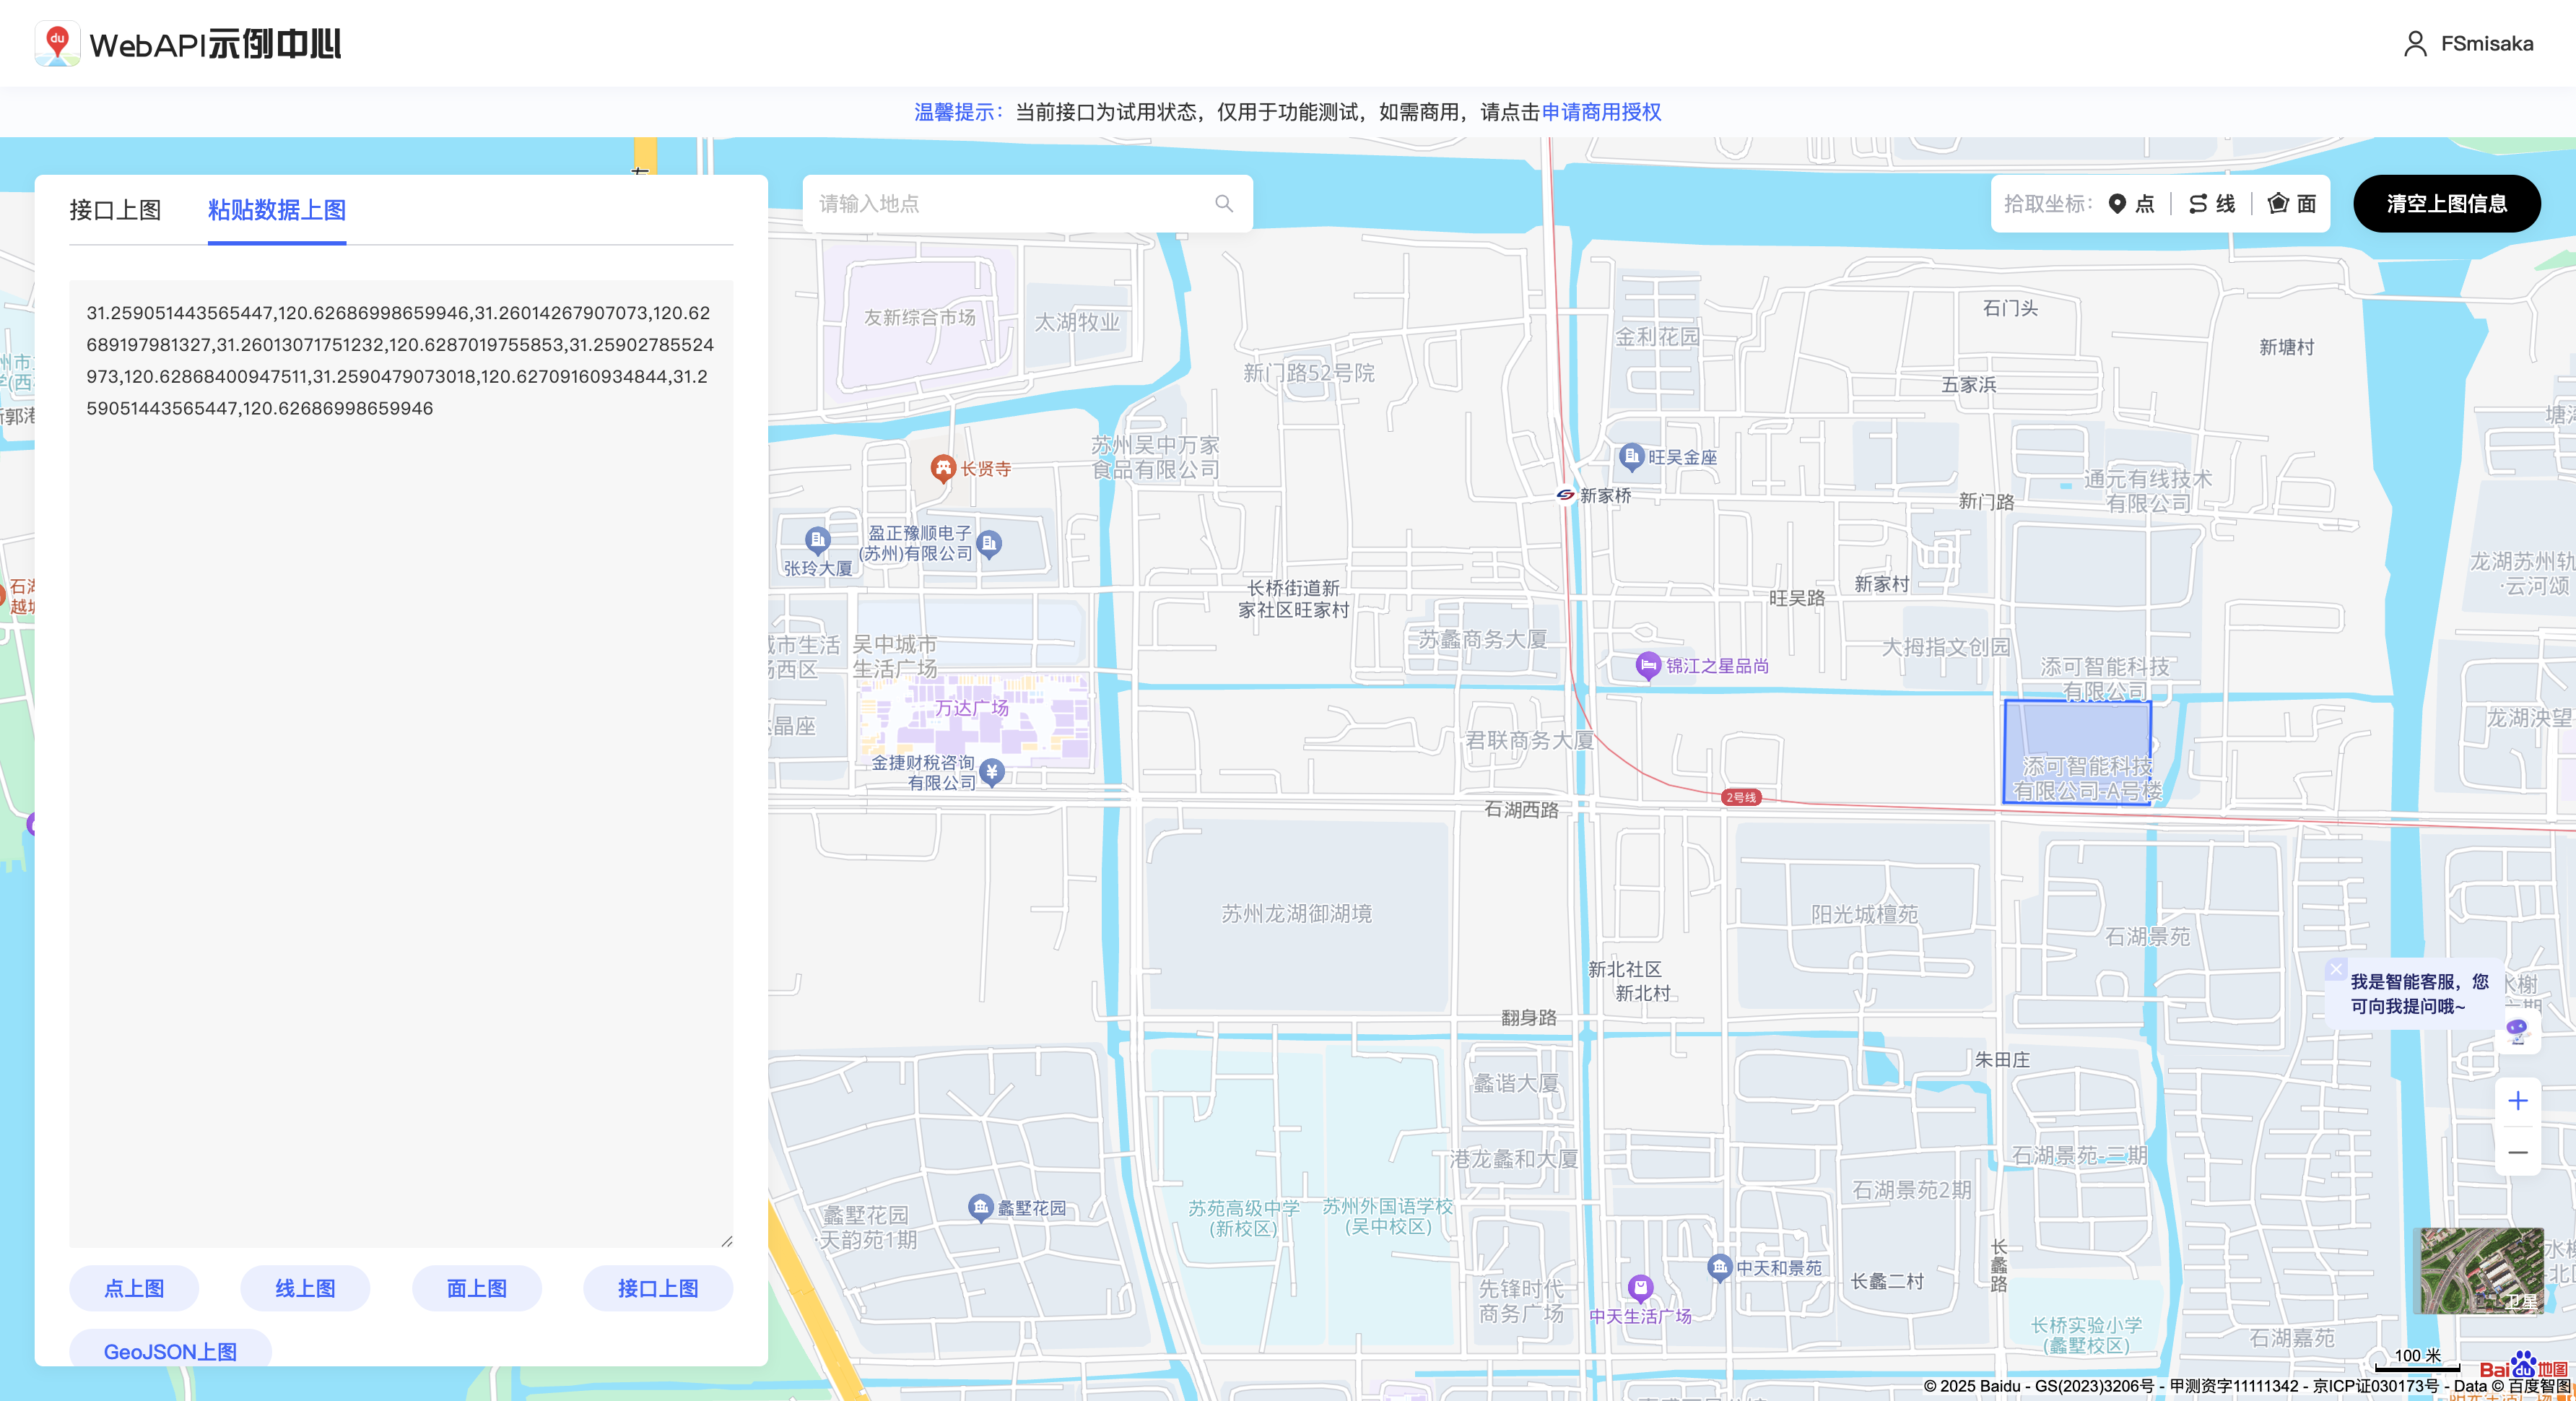 du WebAPI示例中心
FSmisaka
温馨提示：当前接口为试用状态，仅用于功能测试，如需商用，请点击申请商用授权
接口上图
粘贴数据上图
31.259051443565447,120.62686998659946,31.26014267907073,120.62
689197981327,31.26013071751232,120.6287019755853,31.25902785524
973,120.62868400947511,31.2590479073018,120.62709160934844,31.2
59051443565447,120.62686998659946
点上图
线上图
面上图
接口上图
GeoJSON上图
请输入地点
拾取坐标：
点
线
面
清空上图信息
友新综合市场
太湖牧业
新门路52号院
金利花园
石门头
新塘村
五家浜
苏州吴中万家
食品有限公司
长贤寺
旺吴金座
新家桥
新门路
通元有线技术
有限公司
张玲大厦
盈正豫顺电子
(苏州)有限公司
长桥街道新
家社区旺家村
旺吴路
新家村
龙湖苏州轨
·云河颂
吴中城市
生活广场
苏蠡商务大厦
锦江之星品尚
大拇指文创园
添可智能科技
有限公司
万达广场
晶座
君联商务大厦
金捷财税咨询
有限公司
添可智能科技
有限公司-A号楼
2号线
石湖西路
苏州龙湖御湖境
阳光城檀苑
石湖景苑
新北社区
新北村
翻身路
我是智能客服，您
可向我提问哦~
朱田庄
蠡谐大厦
港龙蠡和大厦
石湖景苑-二期
石湖景苑2期
蠡墅花园
·天韵苑1期
蠡墅花园
苏苑高级中学
(新校区)
苏州外国语学校
(吴中校区)
先锋时代
商务广场
中天生活广场
中天和景苑
长蠡二村
长蠡路
长桥实验小学
(蠡墅校区)
石湖嘉苑
卫星
100 米
Bai du 地图
© 2025 Baidu - GS(2023)3206号 - 甲测资字11111342 - 京ICP证030173号 - Data © 百度智图